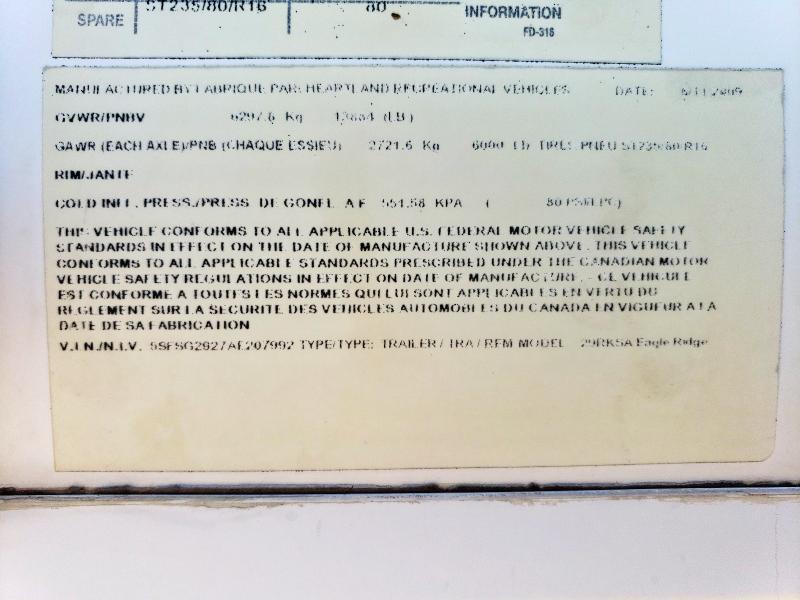 SPARE ST235/80/R16 80 INFORMATION
FD-316
MANUFACTURED BY/FABRIQUE PAR: HEARTLAND RECREATIONAL VEHICLES DATE:
GVWR/PNBV 6297.6 Kg 13884 (LB)
GAWR (EACH AXLE)/PNB (CHAQUE ESSIEU) 2721.6 Kg 6000 LB TIRE/PNEU ST235/80/R16
RIM/JANTE
COLD INFL. PRESS./PRESS DE GONFL A F 551.58 KPA ( 80 PSI/LPC)
THIS VEHICLE CONFORMS TO ALL APPLICABLE U.S. FEDERAL MOTOR VEHICLE SAFETY
STANDARDS IN EFFECT ON THE DATE OF MANUFACTURE SHOWN ABOVE. THIS VEHICLE
CONFORMS TO ALL APPLICABLE STANDARDS PRESCRIBED UNDER THE CANADIAN MOTOR
VEHICLE SAFETY REGULATIONS IN EFFECT ON DATE OF MANUFACTURE. - CE VEHICULE
EST CONFORME A TOUTES LES NORMES QUI LUI SONT APPLICABLES EN VERTU DU
REGLEMENT SUR LA SECURITE DES VEHICLES AUTOMOBILES DU CANADA EN VIGUEUR A LA
DATE DE SA FABRICATION
V.I.N./N.I.V. 5SFSG2927AE207992 TYPE/TYPE: TRAILER / TRA / REM MODEL 29RKSA Eagle Ridge